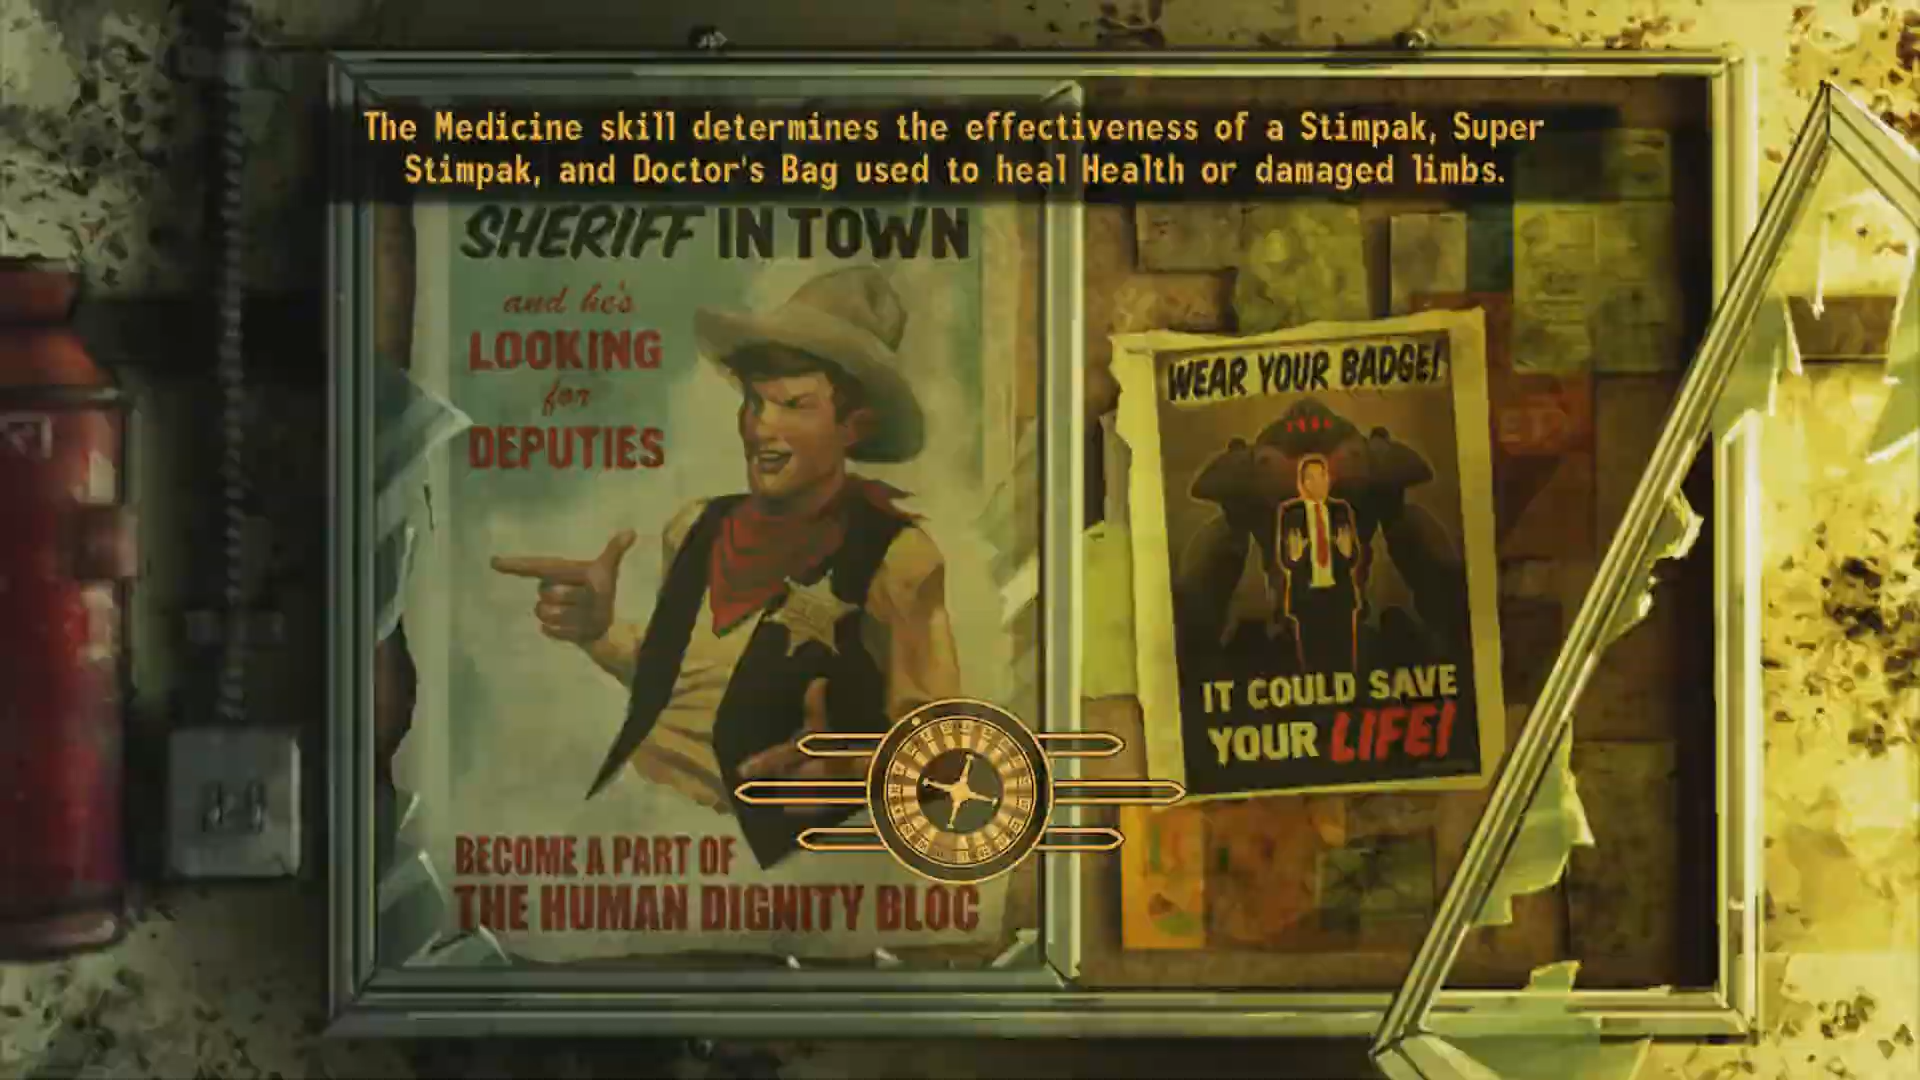 The Medicine skill determines the effectiveness of a Stimpak, Super
Stimpak, and Doctor's Bag used to heal Health or damaged limbs.
SHERIFF IN TOWN
and he's
LOOKING
for
DEPUTIES
BECOME A PART OF
THE HUMAN DIGNITY BLOC
WEAR YOUR BADGE!
IT COULD SAVE
YOUR LIFE!